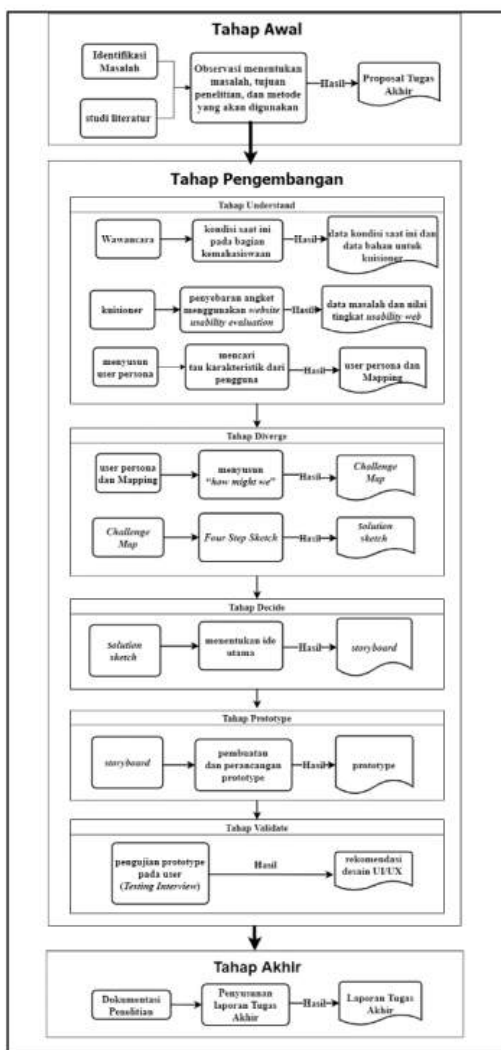 Tahap Awal
Identifikasi
Masalah
studi literatur
Observasi menentukan
masalah, tujuan
penelitian, dan metode
yang akan digunakan
Hasil
Proposal Tugas
Akhir
Tahap Pengembangan
Tahap Understand
Wawancara
kondisi saat ini
pada bagian
kemahasiswaan
Hasil
data kondisi saat ini dan
data bahan untuk
kuisioner
kuisioner
penyebaran angket
menggunakan website
usability evaluation
Hasil
data masalah dan nilai
tingkat usability web
menyusun
user persona
mencari
tau karakteristik dari
pengguna
Hasil
user persona dan
Mapping
Tahap Diverge
user persona
dan Mapping
menyusun
"how might we"
Hasil
Challenge
Map
Challenge
Map
Four Step Sketch
Hasil
Solution
sketch
Tahap Decide
Solution
sketch
menentukan ide
utama
Hasil
storyboard
Tahap Prototype
storyboard
pembuatan
dan perancangan
prototype
Hasil
prototype
Tahap Validate
pengujian prototype
pada user
(Testing Interview)
Hasil
rekomendasi
desain UI/UX
Tahap Akhir
Dokumentasi
Penelitian
Penyusunan
laporan Tugas
Akhir
Hasil
Laporan Tugas
Akhir